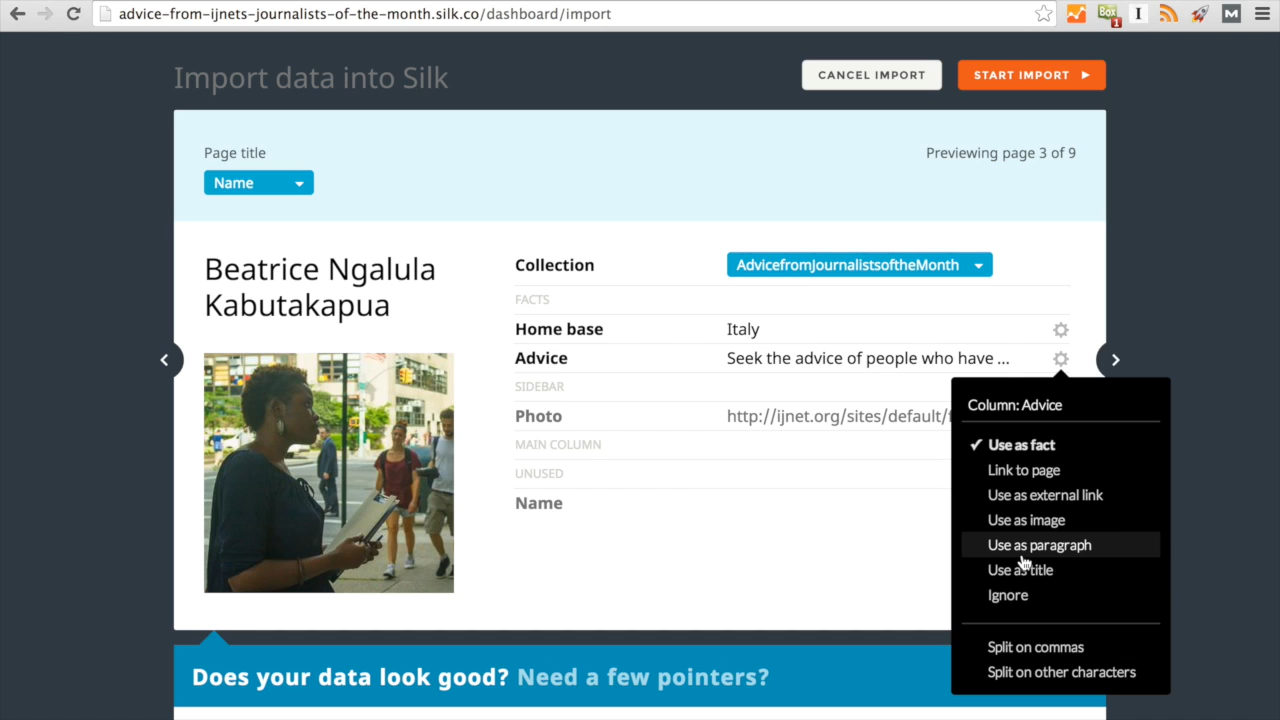 advice-from-ijnets-journalists-of-the-month.silk.co/dashboard/import
Box
1
I
M
Import data into Silk
CANCEL IMPORT
START IMPORT
Page title
Previewing page 3 of 9
Name
Beatrice Ngalula
Kabutakapua
Collection
AdvicefromJournalistsoftheMonth
FACTS
Home base
Italy
Advice
Seek the advice of people who have ...
SIDEBAR
Photo
http://ijnet.org/sites/default/
MAIN COLUMN
UNUSED
Name
Column: Advice
Use as fact
Link to page
Use as external link
Use as image
Use as paragraph
Use as title
Ignore
Split on commas
Split on other characters
Does your data look good? Need a few pointers?